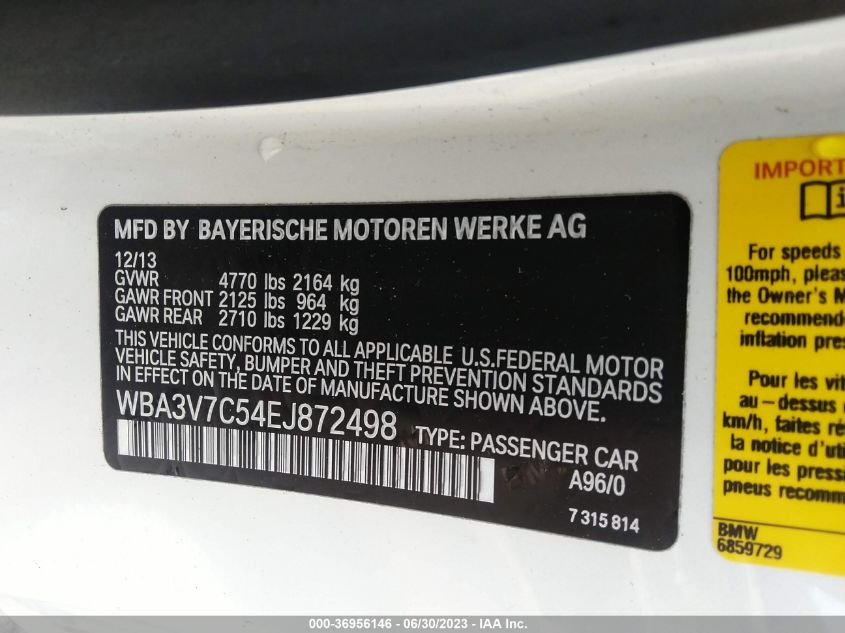 MFD BY BAYERISCHE MOTOREN WERKE AG
12/13
GVWR 4770 lbs 2164 kg
GAWR FRONT 2125 lbs 964 kg
GAWR REAR 2710 lbs 1229 kg
THIS VEHICLE CONFORMS TO ALL APPLICABLE U.S.FEDERAL MOTOR
VEHICLE SAFETY, BUMPER AND THEFT PREVENTION STANDARDS
IN EFFECT ON THE DATE OF MANUFACTURE SHOWN ABOVE.
WBA3V7C54EJ872498 TYPE: PASSENGER CAR
A96/0
7 315 814
IMPORT
For speeds
100mph, pleas
the Owner's M
recommende
inflation pres
Pour les vit
au-dessus
km/h, faites ré
la notice d'uti
pour les press
pneus recomm
BMW
6859729
000-36956146 - 06/30/2023 - IAA Inc.